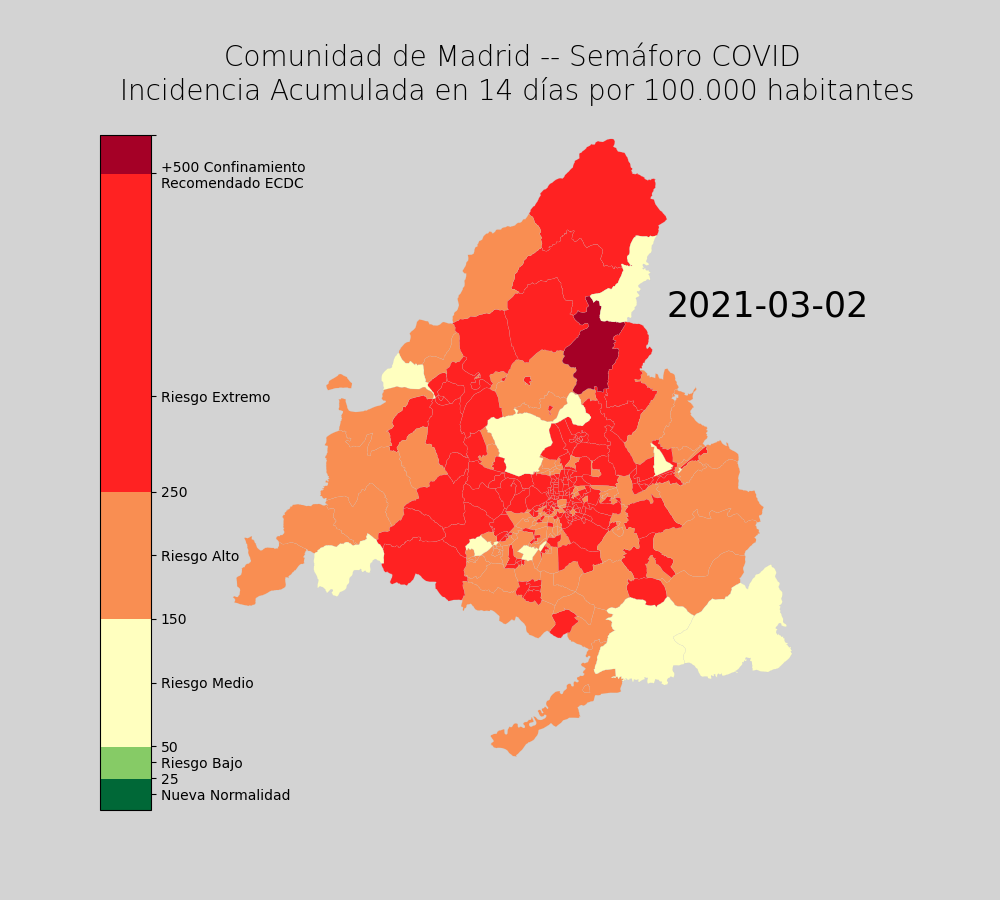 Comunidad de Madrid -- Semáforo COVID
Incidencia Acumulada en 14 días por 100.000 habitantes
+500 Confinamiento
Recomendado ECDC
2021-03-02
Riesgo Extremo
250
Riesgo Alto
150
Riesgo Medio
50
Riesgo Bajo
25
Nueva Normalidad